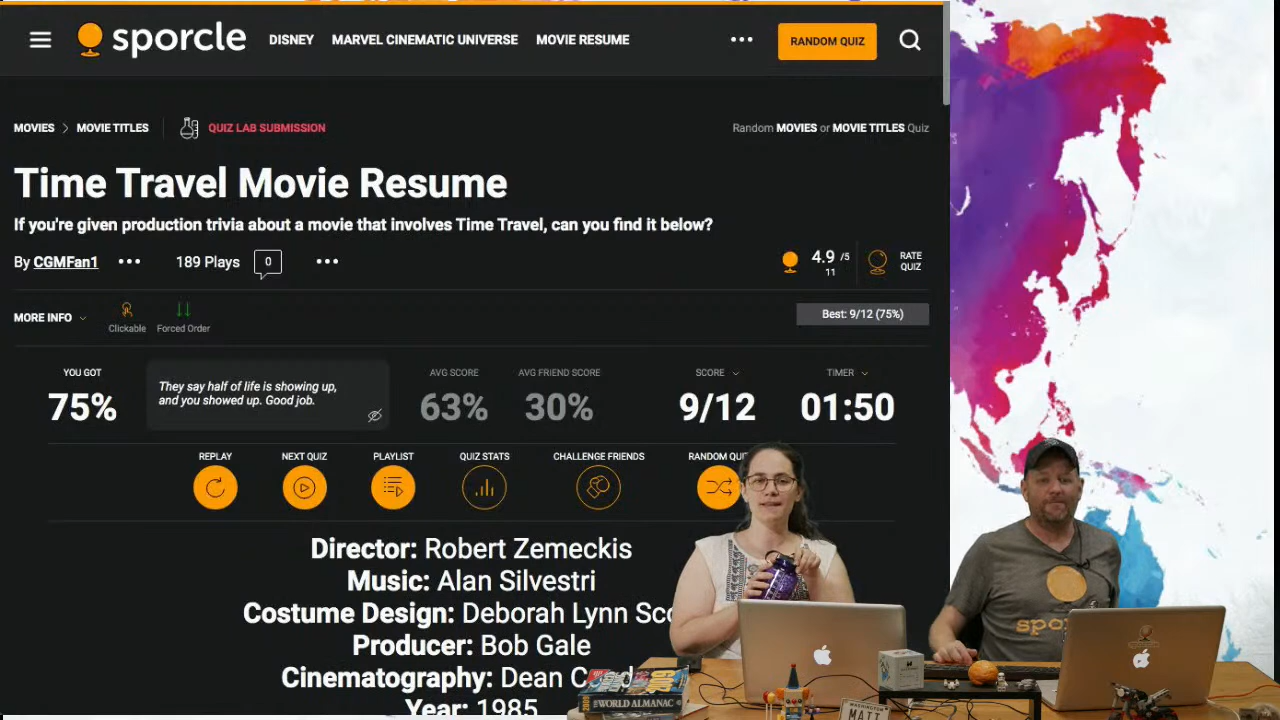 sporcle
DISNEY MARVEL CINEMATIC UNIVERSE MOVIE RESUME
RANDOM QUIZ
MOVIES MOVIE TITLES QUIZ LAB SUBMISSION
Random MOVIES or MOVIE TITLES Quiz
Time Travel Movie Resume
If you're given production trivia about a movie that involves Time Travel, can you find it below?
By CGMFan1 189 Plays 0
4.9 /5
11
RATE QUIZ
MORE INFO
Clickable Forced Order
Best: 9/12 (75%)
YOU GOT
75%
They say half of life is showing up,
and you showed up. Good job.
AVG SCORE
63%
AVG FRIEND SCORE
30%
SCORE
9/12
TIMER
01:50
REPLAY NEXT QUIZ PLAYLIST QUIZ STATS CHALLENGE FRIENDS RANDOM QUI
Director: Robert Zemeckis
Music: Alan Silvestri
Costume Design: Deborah Lynn Sc
Producer: Bob Gale
Cinematography: Dean C
Year: 1985
spo
WORLD ALMANAC
WASHINGTON
MATT